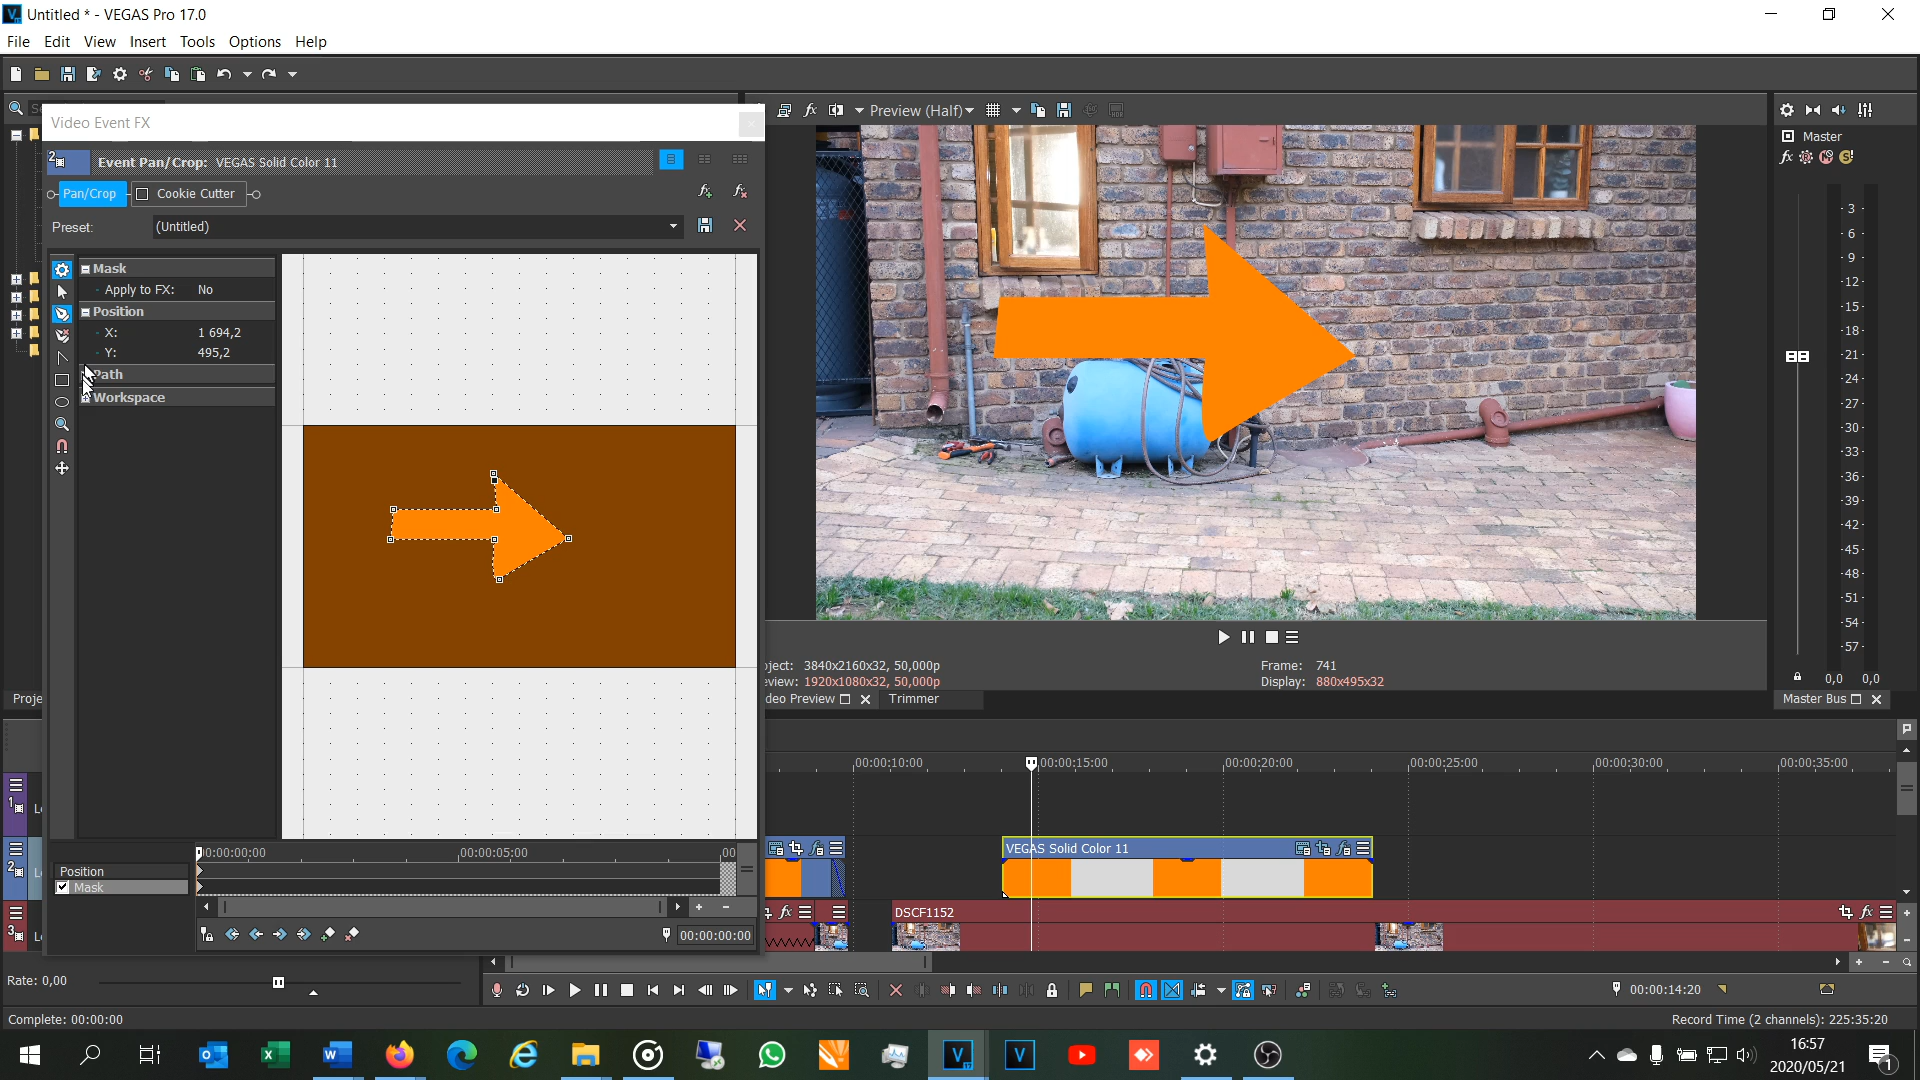 Untitled * - VEGAS Pro 17.0
File Edit View Insert Tools Options Help
Video Event FX
Preview (Half)
Event Pan/Crop: VEGAS Solid Color 11
Master
Pan/Crop Cookie Cutter
Preset: (Untitled)
Mask
Apply to FX: No
Position
X: 1 694,2
Y: 495,2
Path
Workspace
- 3 -
- 6 -
- 9 -
-12-
-15-
-18-
-21-
-24-
-27-
-30-
-33-
-36-
-39-
-42-
-45-
-48-
-51-
-54-
-57-
0,0 0,0
ject: 3840x2160x32, 50,000p
view: 1920x1080x32, 50,000p
Frame: 741
Display: 880x495x32
Proje
deo Preview
Trimmer
Master Bus
00:00:10:00 00:00:15:00 00:00:20:00 00:00:25:00 00:00:30:00 00:00:35:00
1
2
3
VEGAS Solid Color 11
DSCF1152
0:00:00:00 00:00:05:00 00
Position
Mask
00:00:00:00
Rate: 0,00
00:00:14:20
Complete: 00:00:00
Record Time (2 channels): 225:35:20
16:57
2020/05/21
1